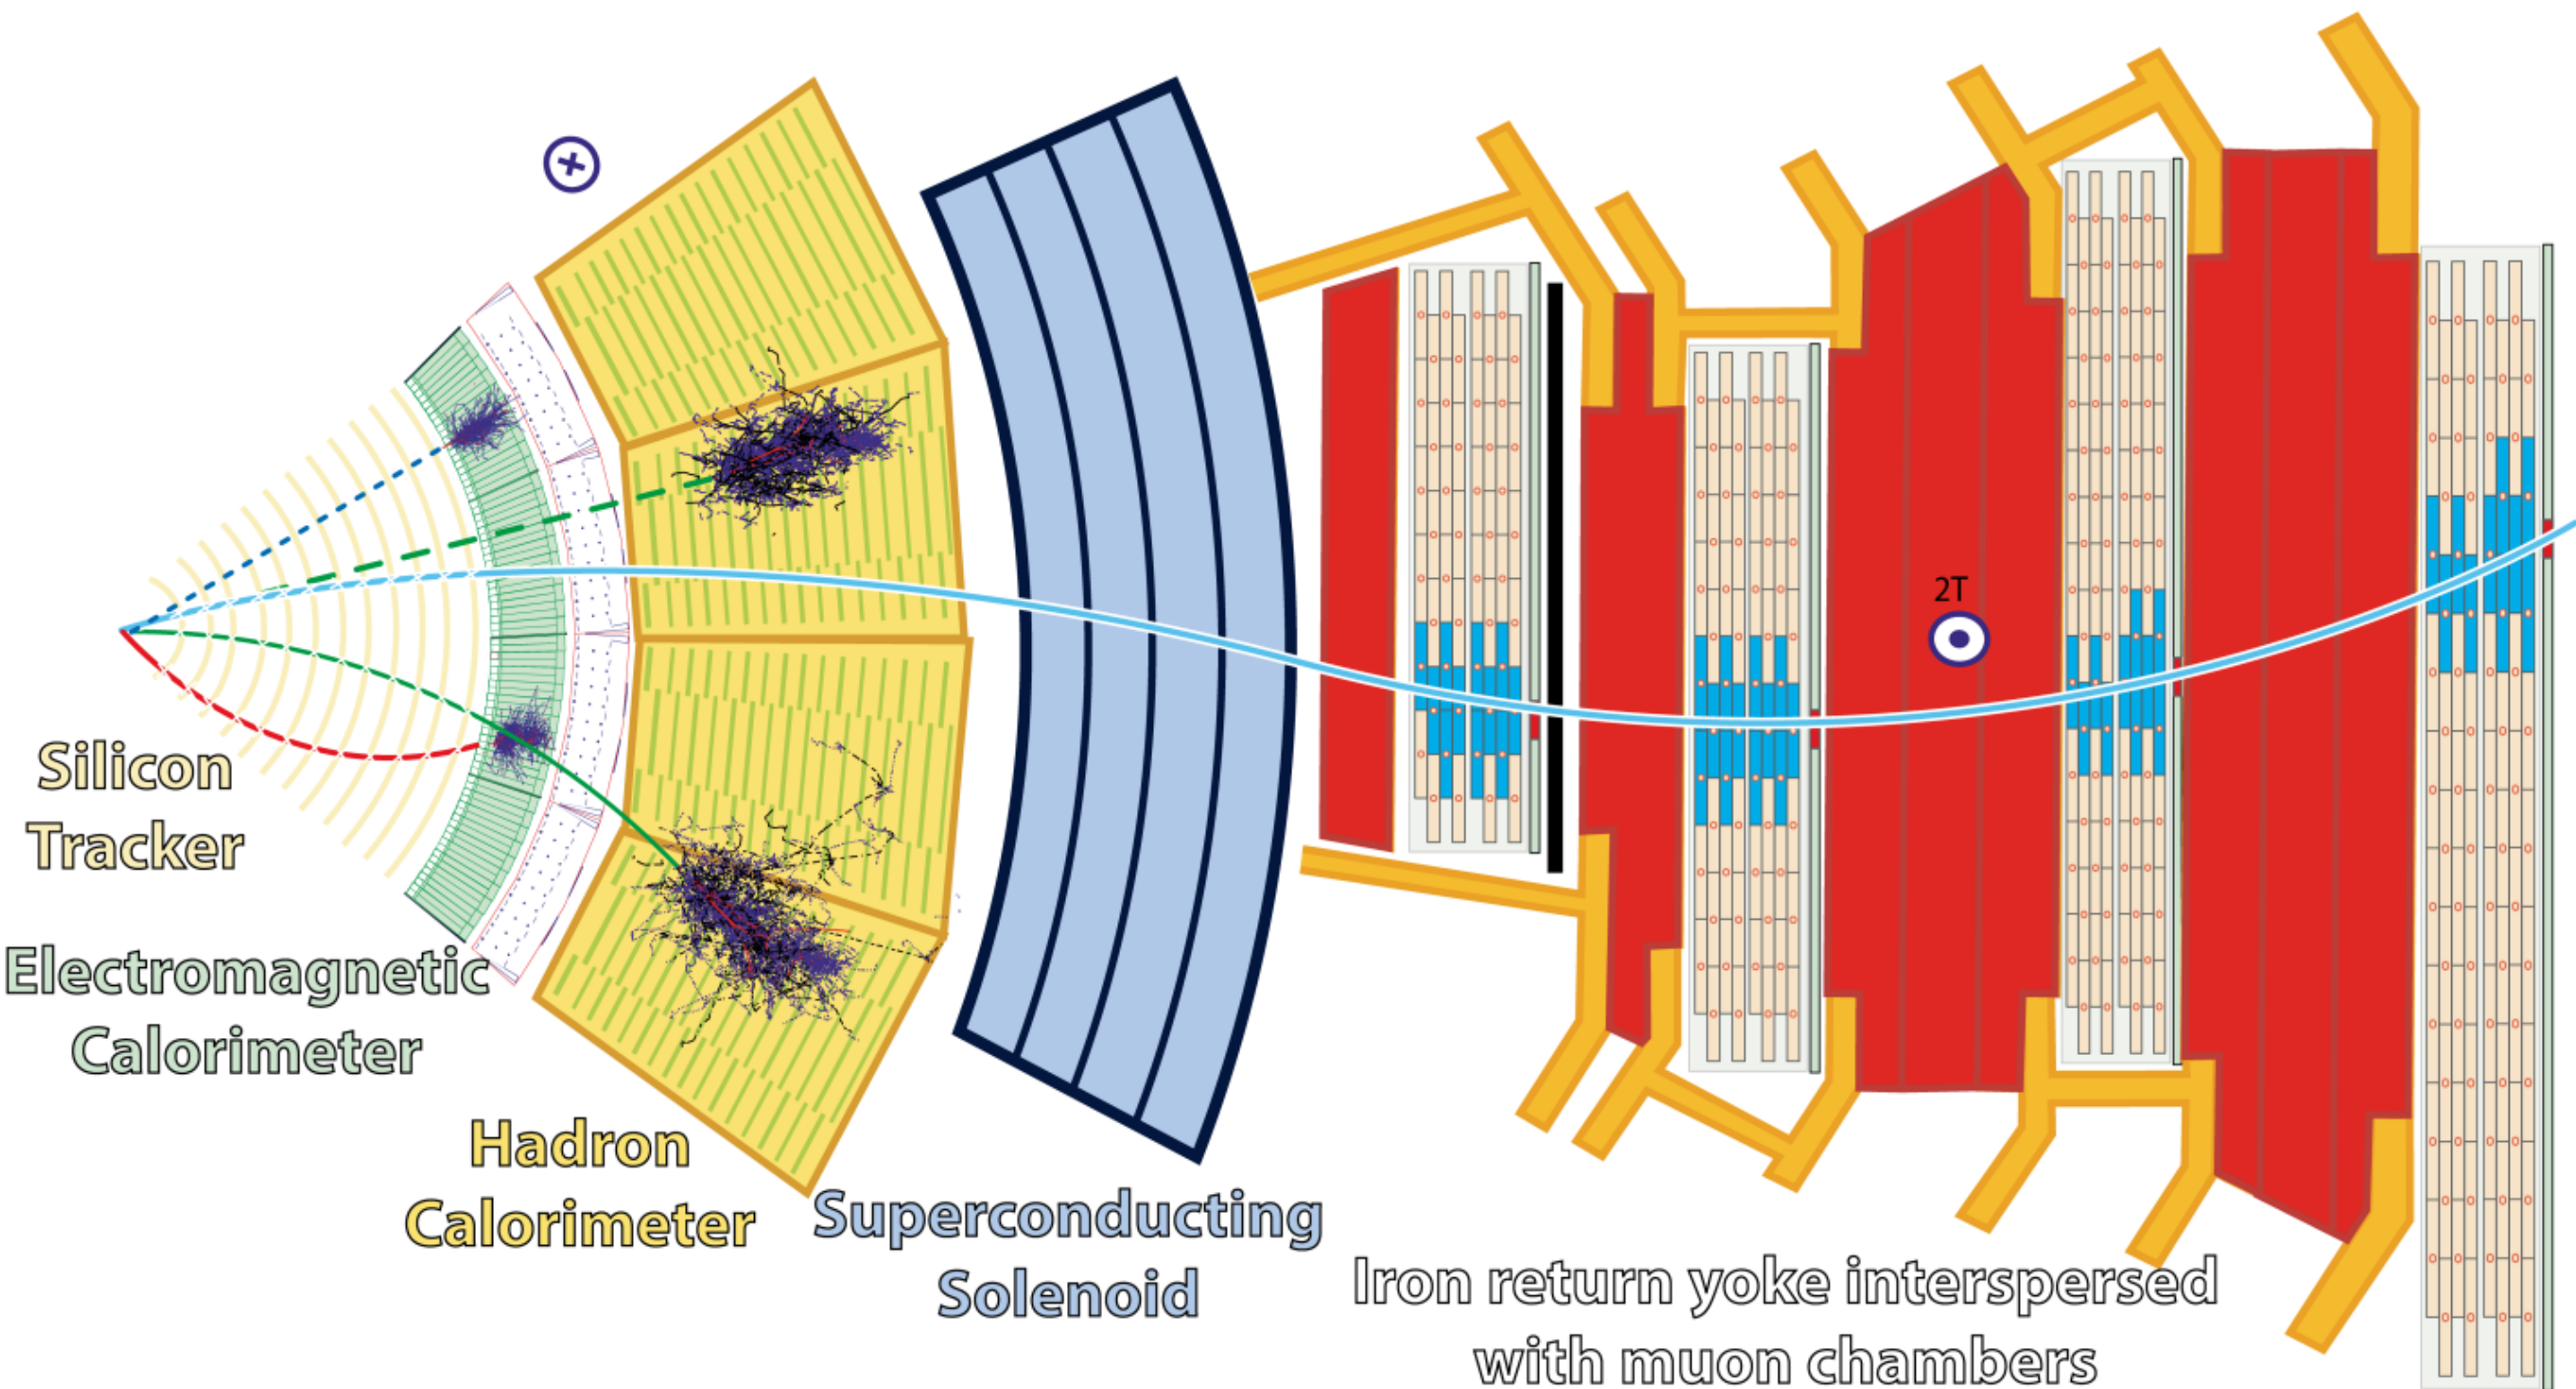 2T
Silicon
Tracker
Electromagnetic
Calorimeter
Hadron
Calorimeter
Superconducting
Solenoid
Iron return yoke interspersed
with muon chambers